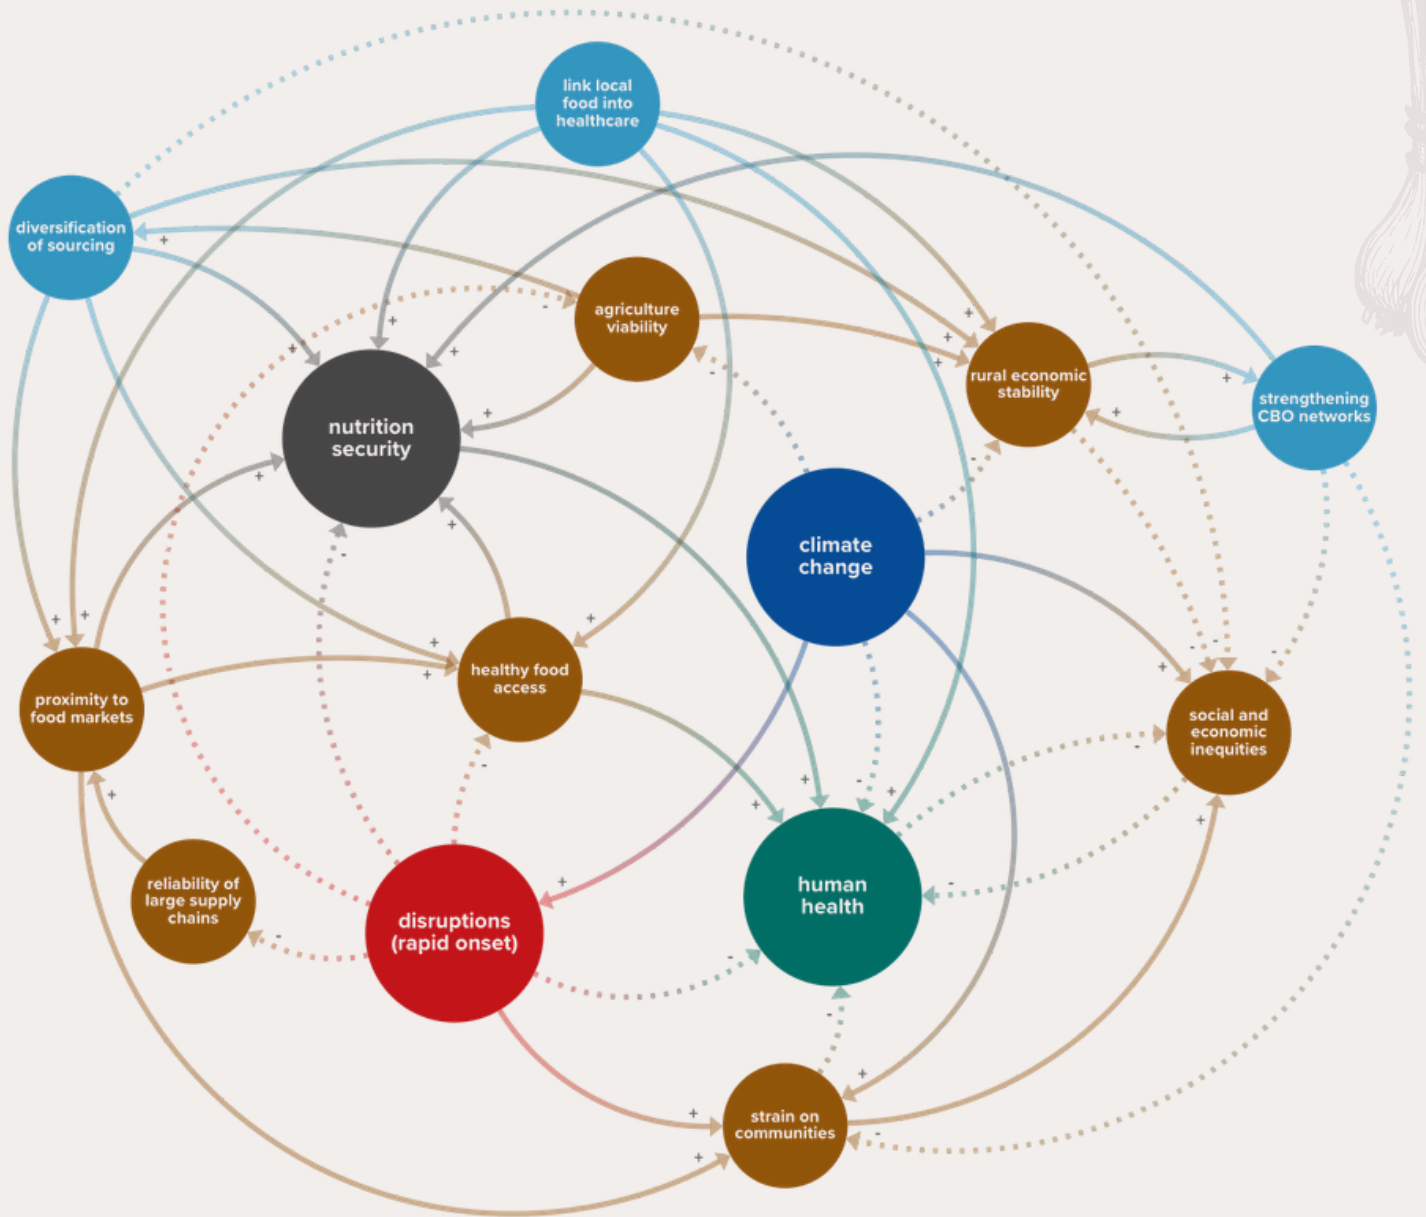 link local
food into
healthcare
diversification
of sourcing
+
agriculture
viability
-
+
+
+
+
+
+
-
rural economic
stability
+
strengthening
CBO networks
+
nutrition
security
+
-
+
+
-
climate
change
+
+
+
+
+
healthy food
access
-
proximity to
food markets
+
-
-
-
social and
economic
inequities
-
+
+
-
+
+
reliability of
large supply
chains
-
disruptions
(rapid onset)
+
human
health
-
-
-
+
strain on
communities
+
+
-